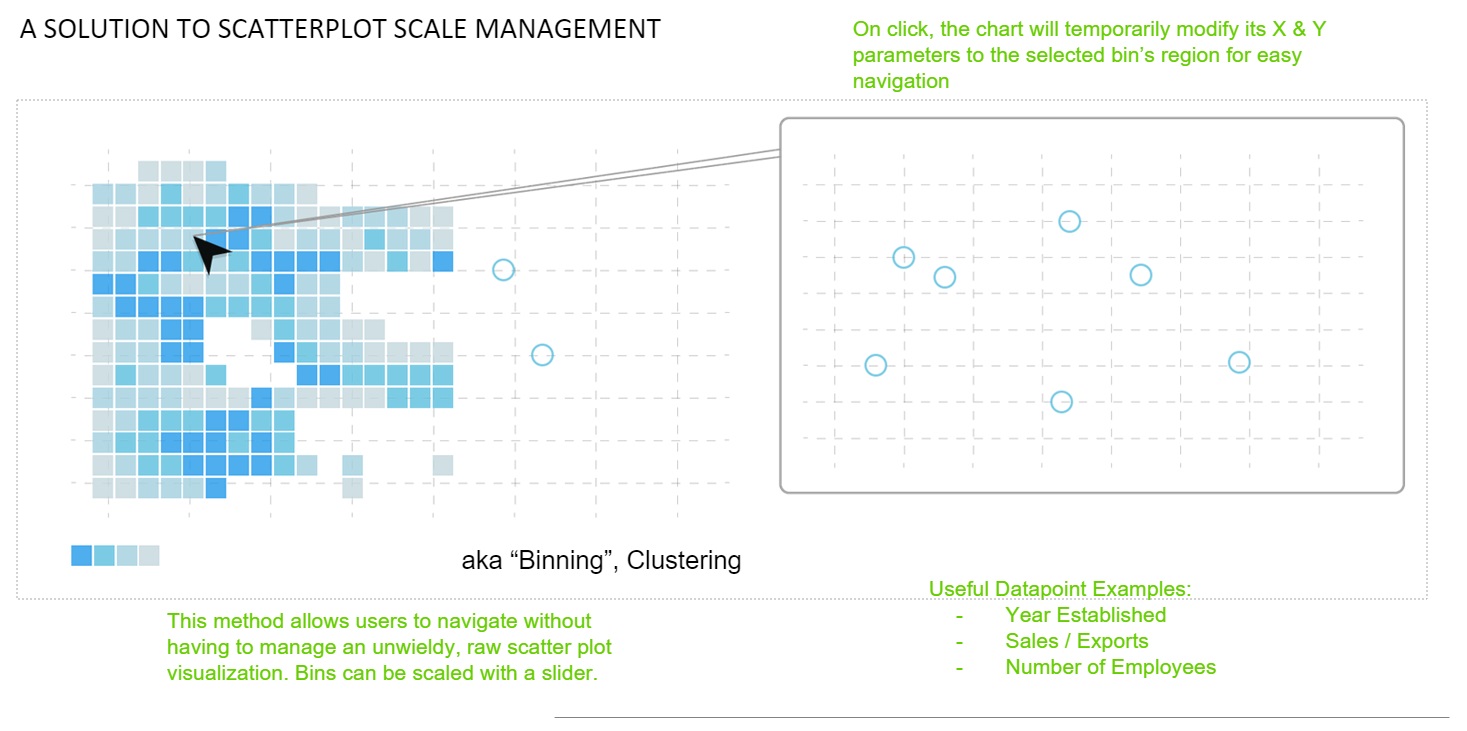 A SOLUTION TO SCATTERPLOT SCALE MANAGEMENT
On click, the chart will temporarily modify its X & Y
parameters to the selected bin’s region for easy
navigation
aka “Binning”, Clustering
This method allows users to navigate without
having to manage an unwieldy, raw scatter plot
visualization. Bins can be scaled with a slider.
Useful Datapoint Examples:
- Year Established
- Sales / Exports
- Number of Employees